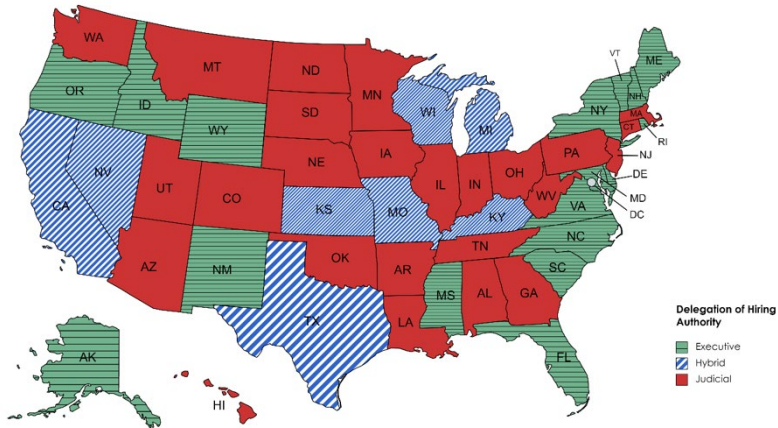 WA
MT
ND
MN
OR
ID
SD
WY
WI
MI
VT
ME
NH
NY
MA
CT
RI
NV
UT
CO
NE
IA
IL
IN
OH
PA
NJ
CA
KS
MO
KY
WV
VA
DE
MD
DC
AZ
NM
OK
AR
TN
NC
SC
TX
LA
MS
AL
GA
FL
AK
HI
Delegation of Hiring
Authority
Executive
Hybrid
Judicial